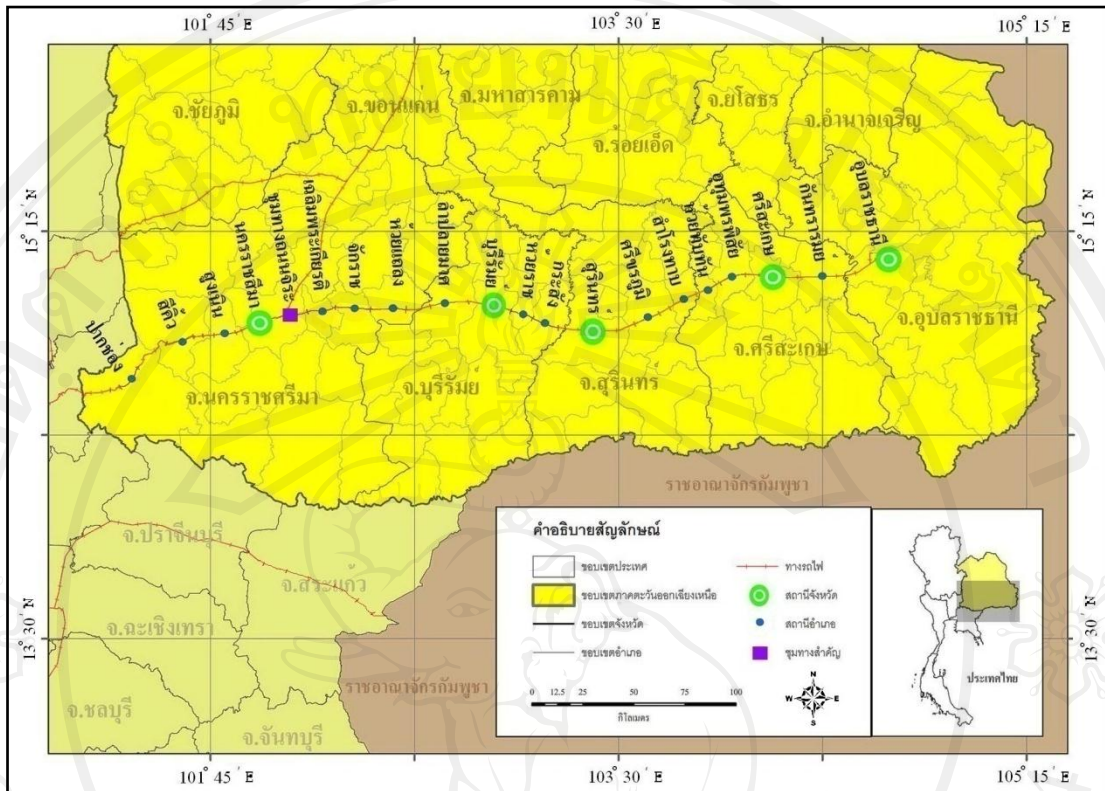 101° 45' E
103° 30' E
105° 15' E
15° 15' N
15° 15' N
13° 30' N
13° 30' N
จ.ชัยภูมิ
จ.ขอนแก่น
จ.มหาสารคาม
จ.ร้อยเอ็ด
จ.ยโสธร
จ.อำนาจเจริญ
ปากช่อง
สีคิ้ว
สูงเนิน
นครราชสีมา
ชุมทางถนนจิระ
เฉลิมพระเกียรติ
จักราช
ห้วยแถลง
ลำปลายมาศ
บุรีรัมย์
ห้วยราช
กระสัง
สุรินทร์
ศรีขรภูมิ
สำโรงทาบ
ห้วยทับทัน
อุทุมพรพิสัย
ศรีสะเกษ
กันทรารมย์
อุบลราชธานี
จ.นครราชศรีมา
จ.บุรีรัมย์
จ.สุรินทร์
จ.ศรีสะเกษ
จ.อุบลราชธานี
จ.ปราจีนบุรี
จ.สระแก้ว
จ.ฉะเชิงเทรา
จ.ชลบุรี
จ.จันทบุรี
ราชอาณาจักรกัมพูชา
ราชอาณาจักรกัมพูชา
คำอธิบายสัญลักษณ์
ขอบเขตประเทศ
ขอบเขตภาคตะวันออกเฉียงเหนือ
ขอบเขตจังหวัด
ขอบเขตอำเภอ
ทางรถไฟ
สถานีจังหวัด
สถานีอำเภอ
ชุมทางสำคัญ
0 12.5 25 50 75 100
กิโลเมตร
N
W E
S
ประเทศไทย
101° 45' E
103° 30' E
105° 15' E